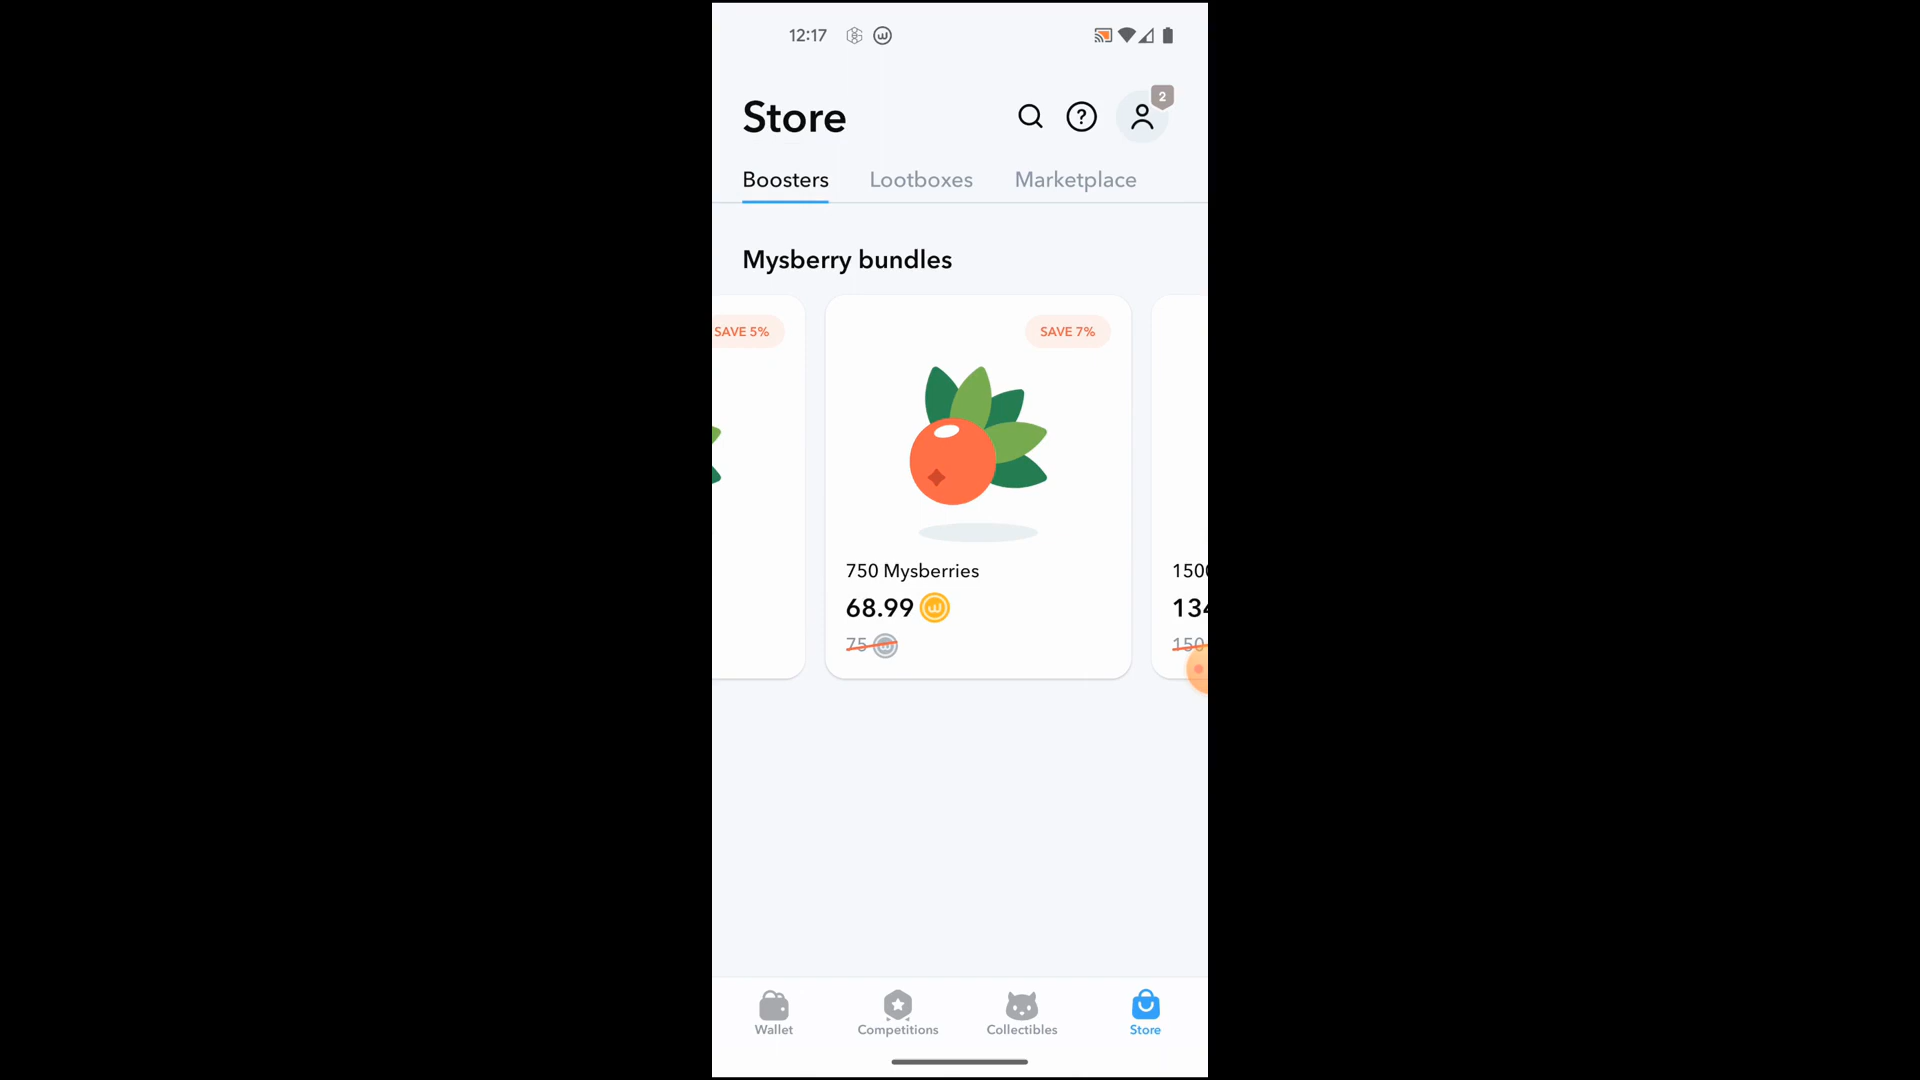 12:17
Store
2
Boosters Lootboxes Marketplace
Mysberry bundles
SAVE 5%
SAVE 7%
750 Mysberries
68.99
75
150
Wallet Competitions Collectibles Store